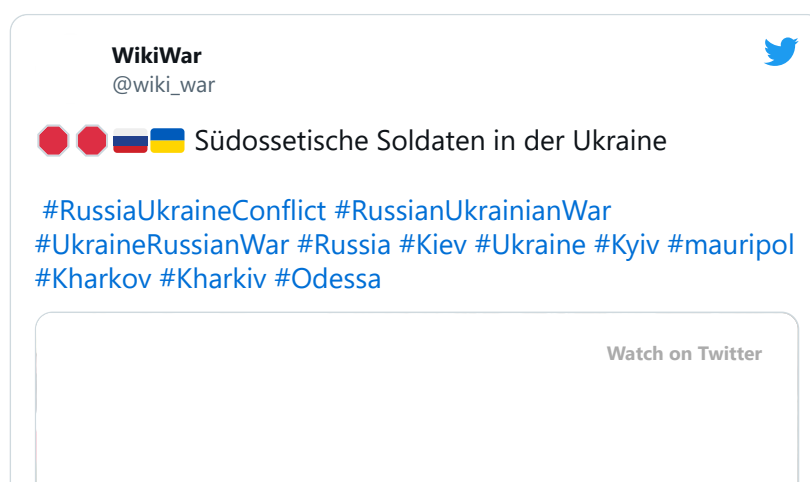 WikiWar
@wiki_war
🛑🛑🇷🇺🇺🇦 Südossetische Soldaten in der Ukraine
#RussiaUkraineConflict #RussianUkrainianWar
#UkraineRussianWar #Russia #Kiev #Ukraine #Kyiv #mauripol
#Kharkov #Kharkiv #Odessa
Watch on Twitter